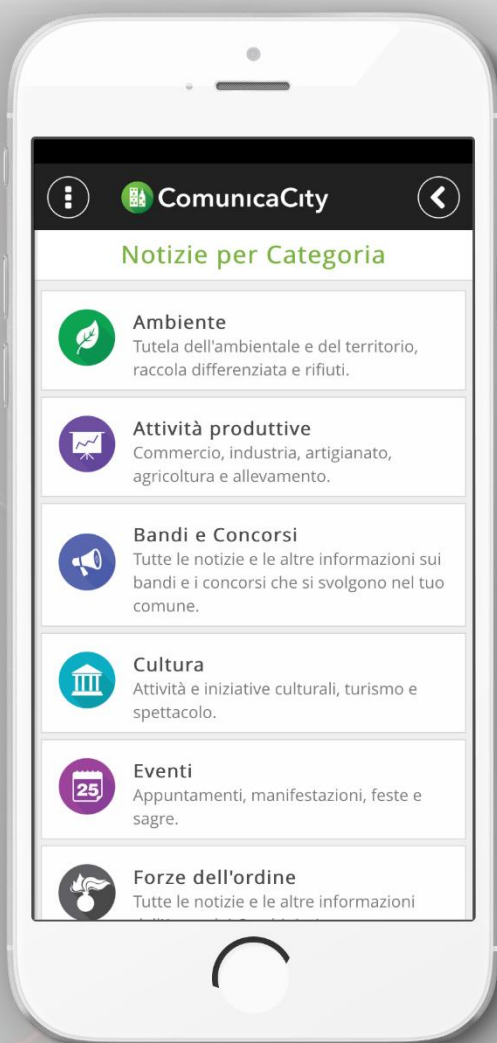 ComunicaCity
Notizie per Categoria
Ambiente
Tutela dell'ambientale e del territorio,
raccola differenziata e rifiuti.
Attività produttive
Commercio, industria, artigianato,
agricoltura e allevamento.
Bandi e Concorsi
Tutte le notizie e le altre informazioni sui
bandi e i concorsi che si svolgono nel tuo
comune.
Cultura
Attività e iniziative culturali, turismo e
spettacolo.
25
Eventi
Appuntamenti, manifestazioni, feste e
sagre.
Forze dell'ordine
Tutte le notizie e le altre informazioni